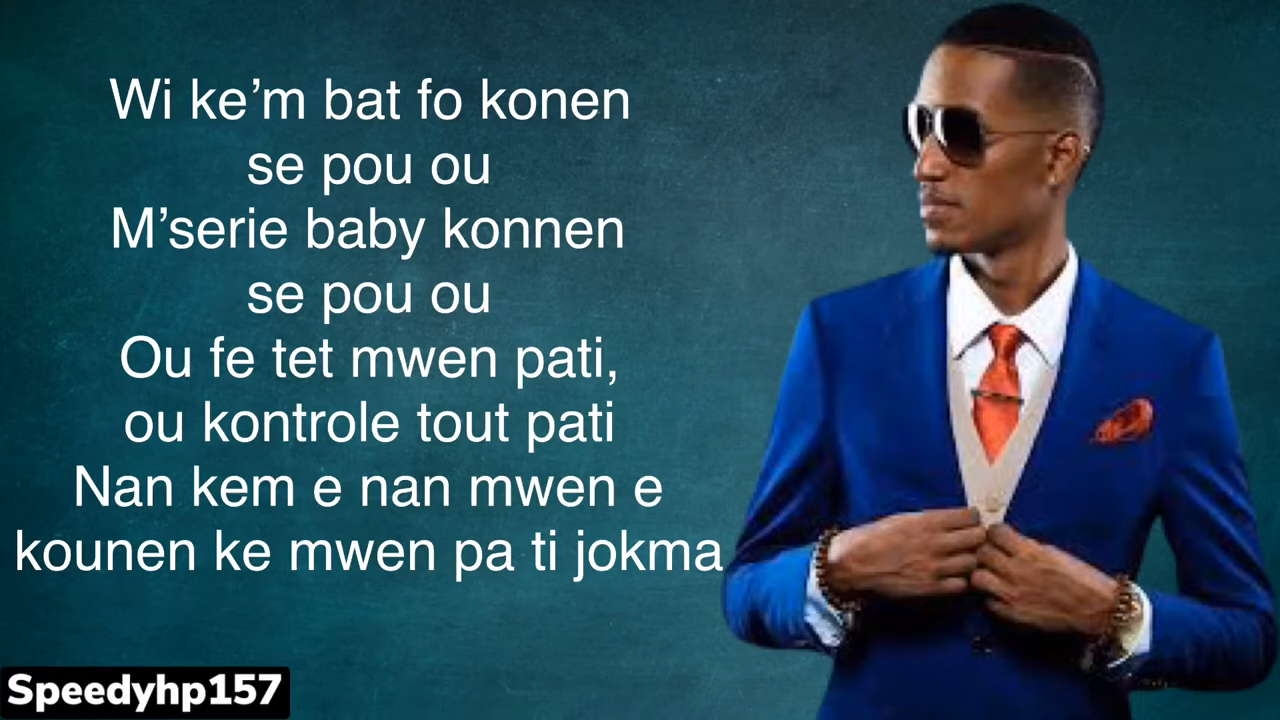 Wi ke’m bat fo konen
se pou ou
M’serie baby konnen
se pou ou
Ou fe tet mwen pati,
ou kontrole tout pati
Nan kem e nan mwen e
kounen ke mwen pa ti jokma
Speedyhp157